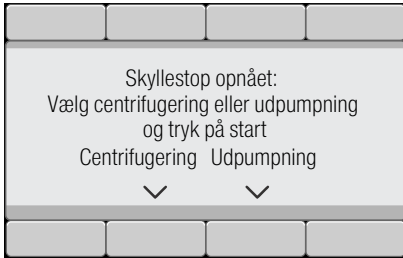 Skyllestop opnået:
Vælg centrifugering eller udpumpning
og tryk på start
Centrifugering Udpumpning